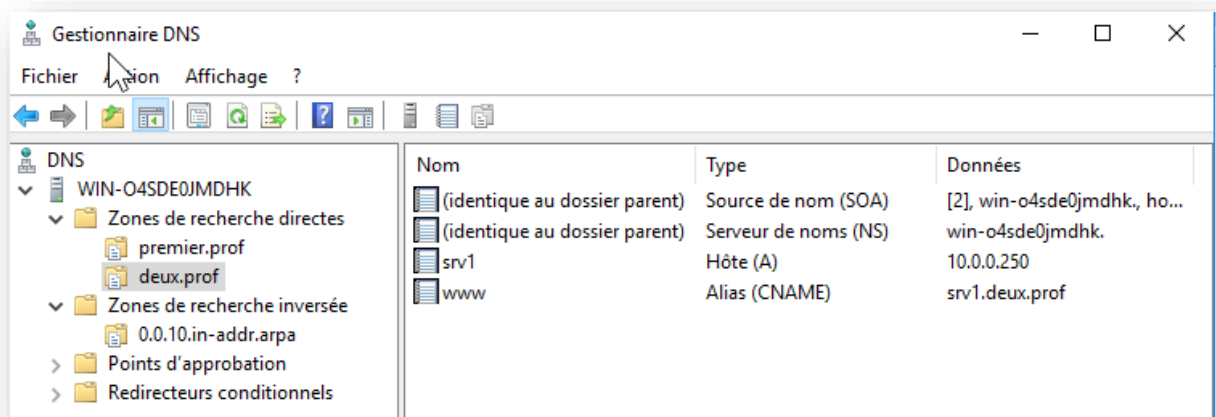 Gestionnaire DNS
Fichier Action Affichage ?
DNS
WIN-O4SDE0JMDHK
Zones de recherche directes
premier.prof
deux.prof
Zones de recherche inversée
0.0.10.in-addr.arpa
Points d'approbation
Redirecteurs conditionnels
Nom Type Données
(identique au dossier parent) Source de nom (SOA) [2], win-o4sde0jmdhk., ho...
(identique au dossier parent) Serveur de noms (NS) win-o4sde0jmdhk.
srv1 Hôte (A) 10.0.0.250
www Alias (CNAME) srv1.deux.prof